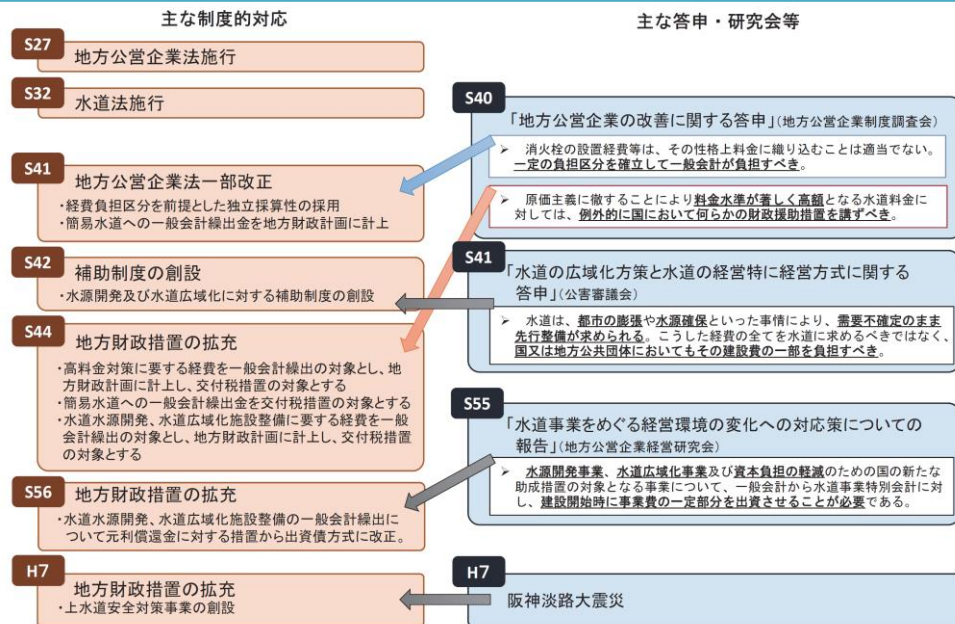 主な制度的対応
S27
地方公営企業法施行
S32
水道法施行
S41
地方公営企業法一部改正
・経費負担区分を前提とした独立採算性の採用
・簡易水道への一般会計繰出金を地方財政計画に計上
S42
補助制度の創設
・水源開発及び水道広域化に対する補助制度の創設
S44
地方財政措置の拡充
・高料金対策に要する経費を一般会計繰出の対象とし、地
方財政計画に計上し、交付税措置の対象とする
・簡易水道への一般会計繰出金を交付税措置の対象とする
・水道水源開発、水道広域化施設整備に要する経費を一般
会計繰出の対象とし、地方財政計画に計上し、交付税措置
の対象とする
S56
地方財政措置の拡充
・水道水源開発、水道広域化施設整備の一般会計繰出に
ついて元利償還金に対する措置から出資債方式に改正。
H7
地方財政措置の拡充
・上水道安全対策事業の創設
主な答申・研究会等
S40
「地方公営企業の改善に関する答申」(地方公営企業制度調査会)
➢ 消火栓の設置経費等は、その性格上料金に織り込むことは適当でない。
一定の負担区分を確立して一般会計が負担すべき。
➢ 原価主義に徹することにより料金水準が著しく高額となる水道料金に
対しては、例外的に国において何らかの財政援助措置を講ずべき。
S41
「水道の広域化方策と水道の経営特に経営方式に関する
答申」(公害審議会)
➢ 水道は、都市の膨張や水源確保といった事情により、需要不確定のまま
先行整備が求められる。こうした経費の全てを水道に求めるべきではなく、
国又は地方公共団体においてもその建設費の一部を負担すべき。
S55
「水道事業をめぐる経営環境の変化への対応策についての
報告」(地方公営企業経営研究会)
➢ 水源開発事業、水道広域化事業及び資本負担の軽減のための国の新たな
助成措置の対象となる事業について、一般会計から水道事業特別会計に対
し、建設開始時に事業費の一定部分を出資させることが必要である。
H7
阪神淡路大震災